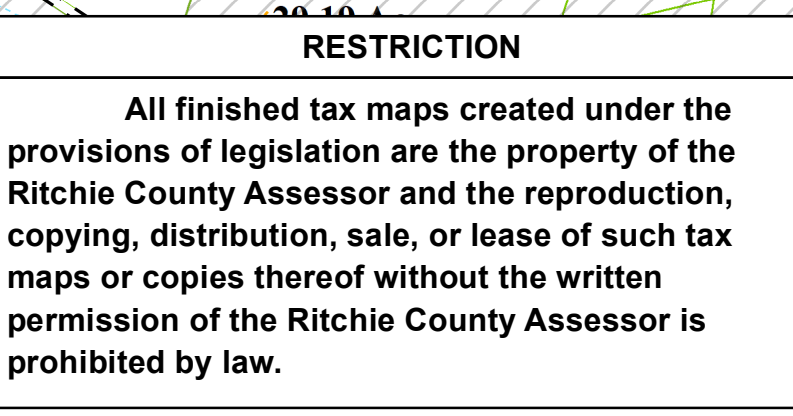 RESTRICTION
All finished tax maps created under the
provisions of legislation are the property of the
Ritchie County Assessor and the reproduction,
copying, distribution, sale, or lease of such tax
maps or copies thereof without the written
permission of the Ritchie County Assessor is
prohibited by law.